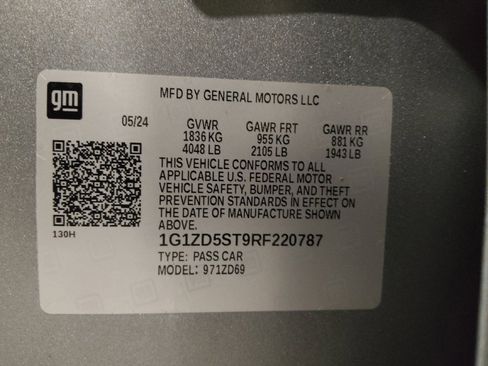 gm
MFD BY GENERAL MOTORS LLC
05/24 GVWR GAWR FRT GAWR RR
1836 KG 955 KG 881 KG
4048 LB 2105 LB 1943 LB
THIS VEHICLE CONFORMS TO ALL
APPLICABLE U.S. FEDERAL MOTOR
VEHICLE SAFETY, BUMPER, AND THEFT
PREVENTION STANDARDS IN EFFECT ON
THE DATE OF MANUFACTURE SHOWN
ABOVE.
130H
1G1ZD5ST9RF220787
TYPE: PASS CAR
MODEL: 971ZD69